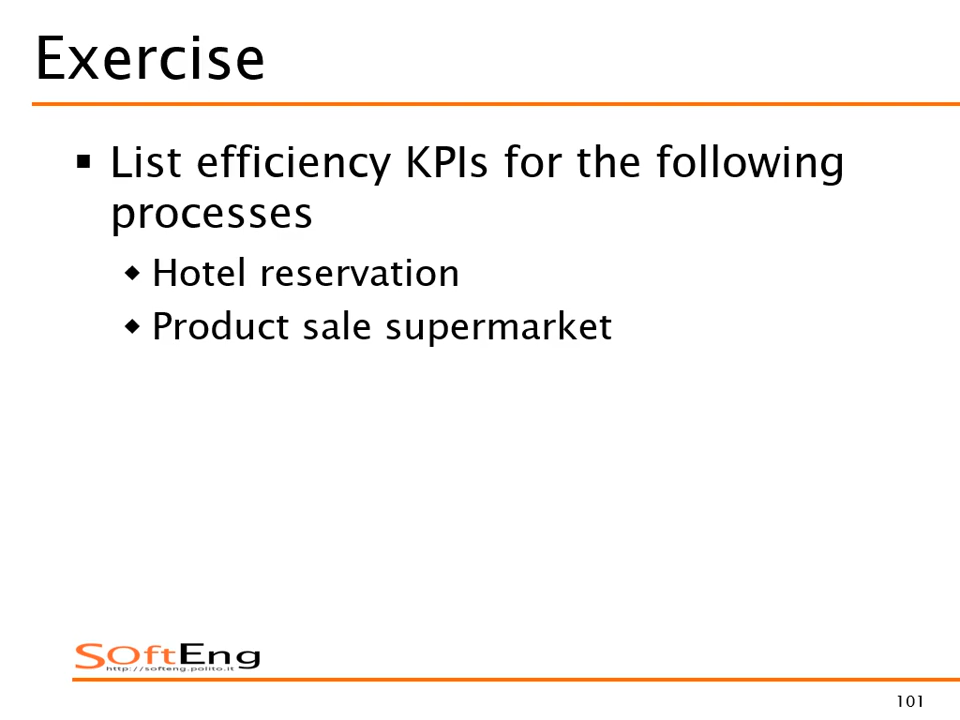 Exercise
List efficiency KPIs for the following
processes
Hotel reservation
Product sale supermarket
SOftEng
http://softeng.polito.it
101